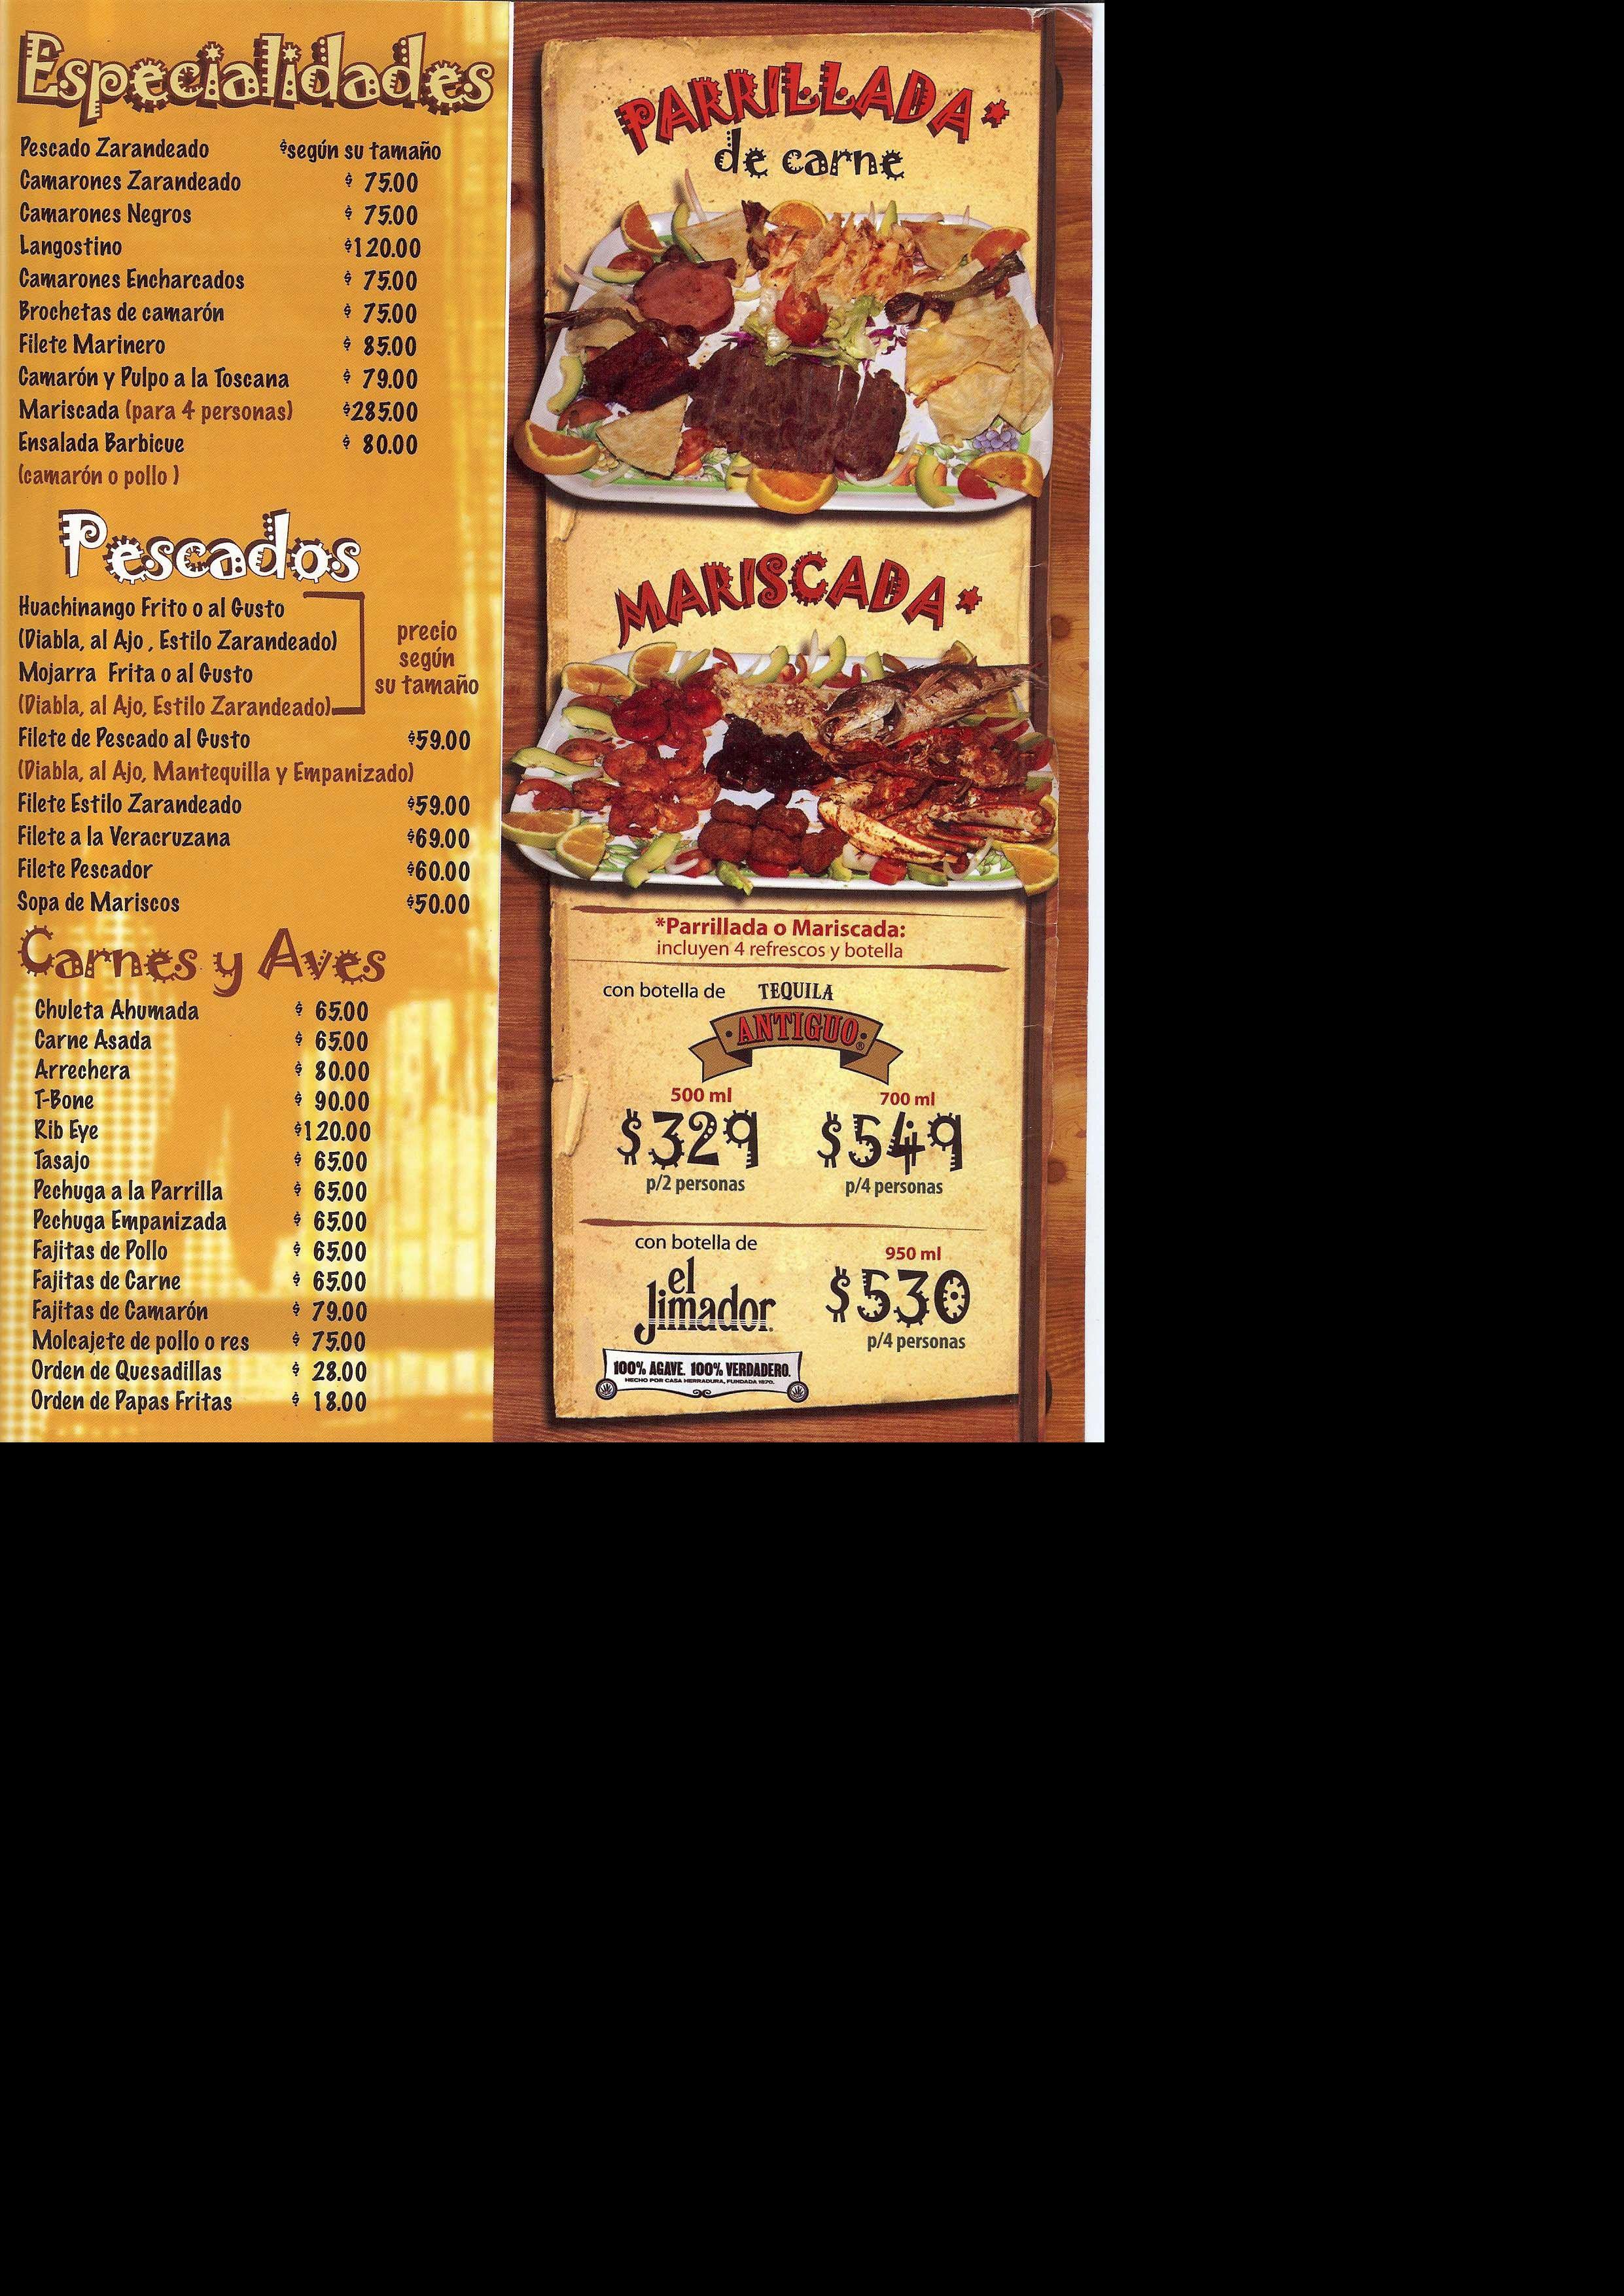 Especialidades
Pescado Zarandeado $según su tamaño
Camarones Zarandeado $ 75.00
Camarones Negros $ 75.00
Langostino $120.00
Camarones Encharcados $ 75.00
Brochetas de camarón $ 75.00
Filete Marinero $ 85.00
Camarón y Pulpo a la Toscana $ 79.00
Mariscada (para 4 personas) $285.00
Ensalada Barbicue $ 80.00
(camarón o pollo )
Pescados
Huachinango Frito o al Gusto
(Diabla, al Ajo , Estilo Zarandeado)
Mojarra Frita o al Gusto
(Diabla, al Ajo, Estilo Zarandeado)
precio
según
su tamaño
Filete de Pescado al Gusto $59.00
(Diabla, al Ajo, Mantequilla y Empanizado)
Filete Estilo Zarandeado $59.00
Filete a la Veracruzana $69.00
Filete Pescador $60.00
Sopa de Mariscos $50.00
Carnes y Aves
Chuleta Ahumada $ 65.00
Carne Asada $ 65.00
Arrechera $ 80.00
T-Bone $ 90.00
Rib Eye $120.00
Tasajo $ 65.00
Pechuga a la Parrilla $ 65.00
Pechuga Empanizada $ 65.00
Fajitas de Pollo $ 65.00
Fajitas de Carne $ 65.00
Fajitas de Camarón $ 79.00
Molcajete de pollo o res $ 75.00
Orden de Quesadillas $ 28.00
Orden de Papas Fritas $ 18.00
PARRILLADA*
de carne
MARISCADA*
*Parrillada o Mariscada:
incluyen 4 refrescos y botella
con botella de TEQUILA
ANTIGUO®
500 ml 700 ml
$329 $549
p/2 personas p/4 personas
con botella de
el
Jimador.
950 ml
$530
p/4 personas
100% AGAVE. 100% VERDADERO.
HECHO POR CASA HERRADURA, FUNDADA 1870.